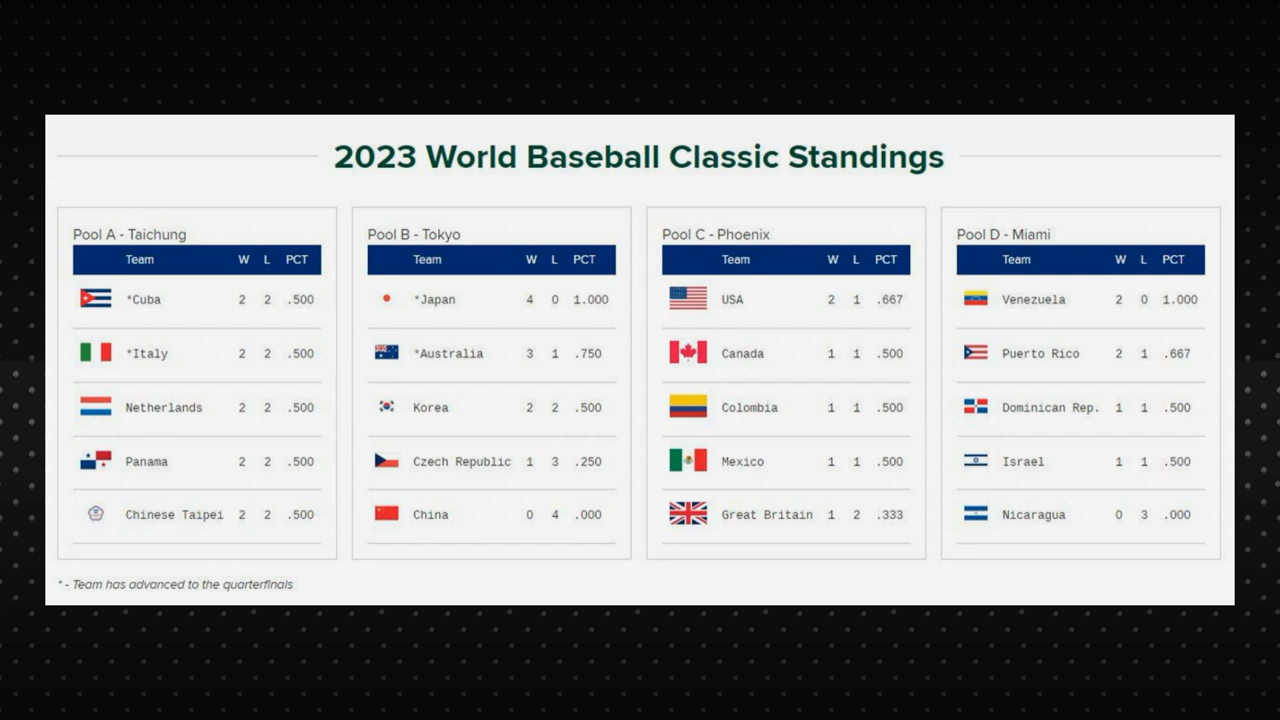 2023 World Baseball Classic Standings
Pool A - Taichung
Team W L PCT
*Cuba 2 2 .500
*Italy 2 2 .500
Netherlands 2 2 .500
Panama 2 2 .500
Chinese Taipei 2 2 .500
Pool B - Tokyo
Team W L PCT
*Japan 4 0 1.000
*Australia 3 1 .750
Korea 2 2 .500
Czech Republic 1 3 .250
China 0 4 .000
Pool C - Phoenix
Team W L PCT
USA 2 1 .667
Canada 1 1 .500
Colombia 1 1 .500
Mexico 1 1 .500
Great Britain 1 2 .333
Pool D - Miami
Team W L PCT
Venezuela 2 0 1.000
Puerto Rico 2 1 .667
Dominican Rep. 1 1 .500
Israel 1 1 .500
Nicaragua 0 3 .000
* - Team has advanced to the quarterfinals